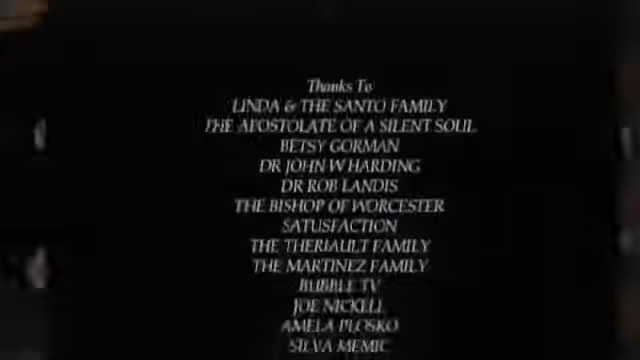 Thanks To
LINDA & THE SANTO FAMILY
THE APOSTOLATE OF A SILENT SOUL
BETSY GORMAN
DR JOHN W HARDING
DR ROB LANDIS
THE BISHOP OF WORCESTER
SATUSFACTION
THE THERIAULT FAMILY
THE MARTINEZ FAMILY
BUBBLE TV
JOE NICKELL
AMELA PLOSKO
SILVA MEMIC